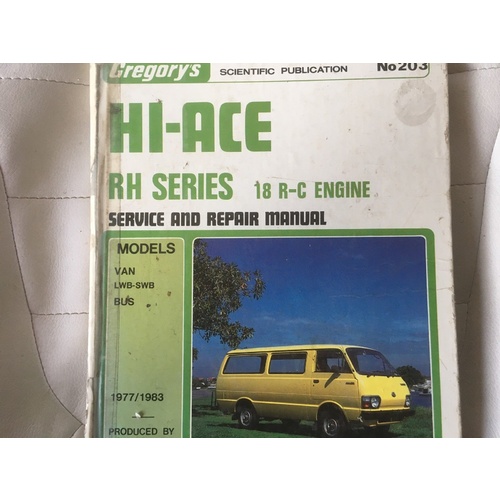 Gregory's SCIENTIFIC PUBLICATION No 203
HI-ACE
RH SERIES 18 R-C ENGINE
SERVICE AND REPAIR MANUAL
MODELS
VAN
LWB-SWB
BUS
1977/1983
PRODUCED BY